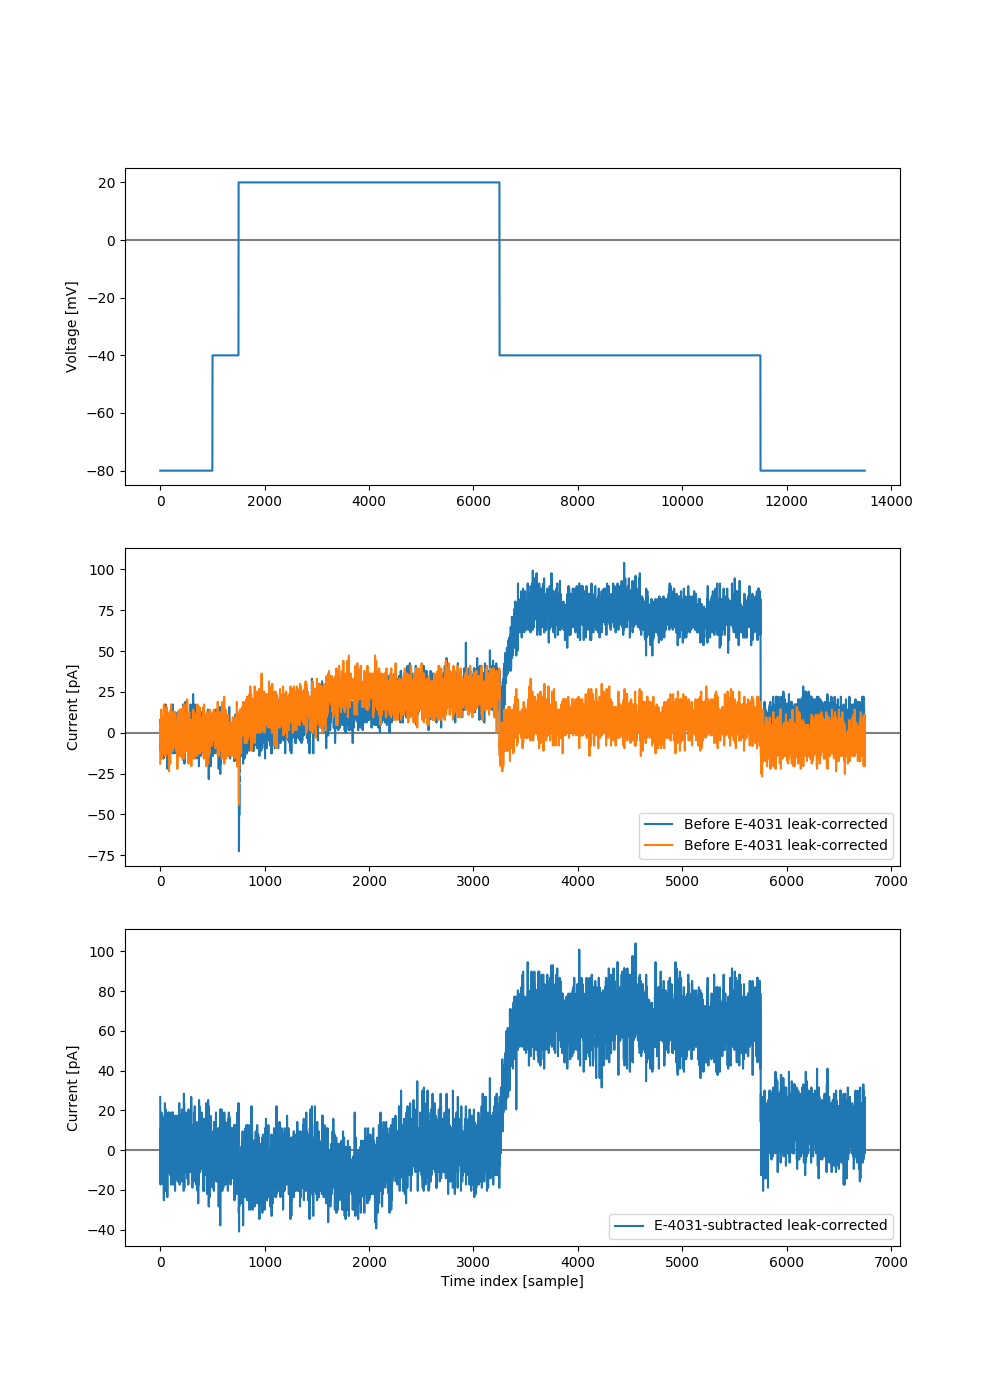 20
0
−20
−40
−60
−80
Voltage [mV]
0 2000 4000 6000 8000 10000 12000 14000
100
75
50
25
0
−25
−50
−75
Current [pA]
Before E-4031 leak-corrected
Before E-4031 leak-corrected
0 1000 2000 3000 4000 5000 6000 7000
100
80
60
40
20
0
−20
−40
Current [pA]
E-4031-subtracted leak-corrected
0 1000 2000 3000 4000 5000 6000 7000
Time index [sample]